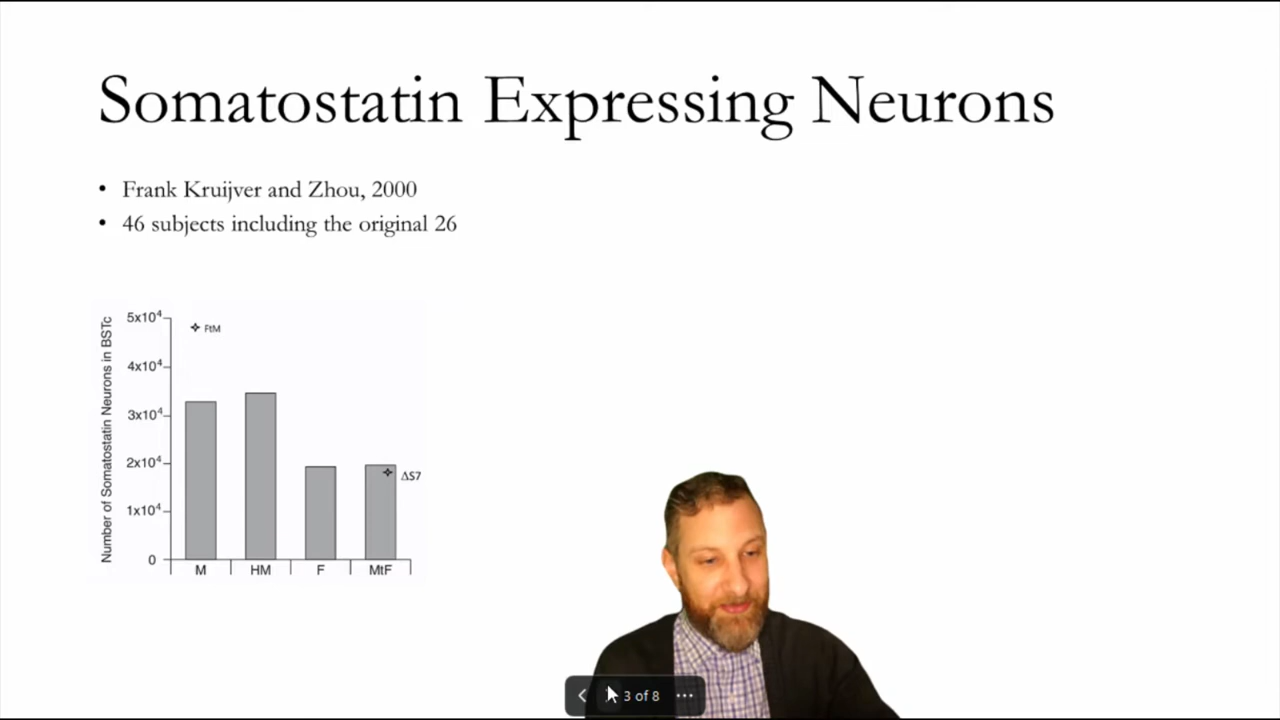 Somatostatin Expressing Neurons
• Frank Kruijver and Zhou, 2000
• 46 subjects including the original 26
Number of Somatostatin Neurons in BSTc
5x10⁴
FtM
4x10⁴
3x10⁴
2x10⁴
ΔS7
1x10⁴
0
M HM F MtF
3 of 8